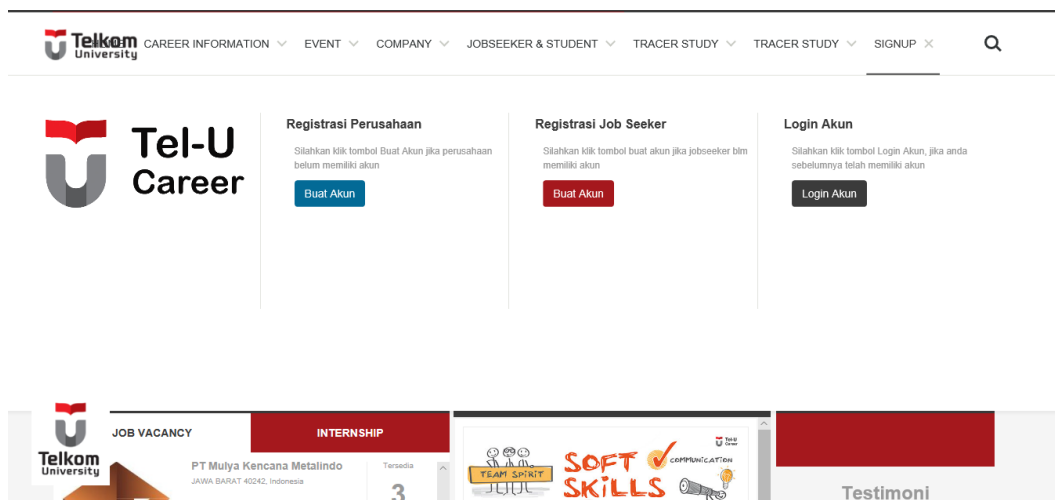 Telkom
University
CAREER INFORMATION
EVENT
COMPANY
JOBSEEKER & STUDENT
TRACER STUDY
TRACER STUDY
SIGNUP
Tel-U
Career
Registrasi Perusahaan
Silahkan klik tombol Buat Akun jika perusahaan
belum memiliki akun
Buat Akun
Registrasi Job Seeker
Silahkan klik tombol buat akun jika jobseeker blm
memiliki akun
Buat Akun
Login Akun
Silahkan klik tombol Login Akun, jika anda
sebelumnya telah memiliki akun
Login Akun
Telkom
University
JOB VACANCY
INTERNSHIP
PT Mulya Kencana Metalindo
JAWA BARAT 40242, Indonesia
Tersedia
3
TEAM SPIRIT
SOFT
SKILLS
COMMUNICATION
Tel-U
Career
Testimoni